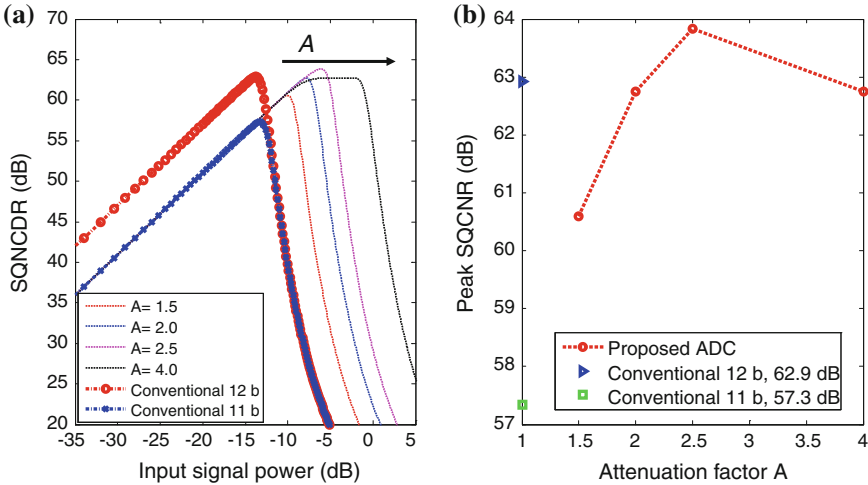 (a)
70
65
60
55
50
45
40
35
30
25
20
SQNCDR (dB)
A
A= 1.5
A= 2.0
A= 2.5
A= 4.0
Conventional 12 b
Conventional 11 b
-35 -30 -25 -20 -15 -10 -5 0 5
Input signal power (dB)
(b)
64
63
62
61
60
59
58
57
Peak SQCNR (dB)
Proposed ADC
Conventional 12 b, 62.9 dB
Conventional 11 b, 57.3 dB
1 1.5 2 2.5 3 3.5 4
Attenuation factor A